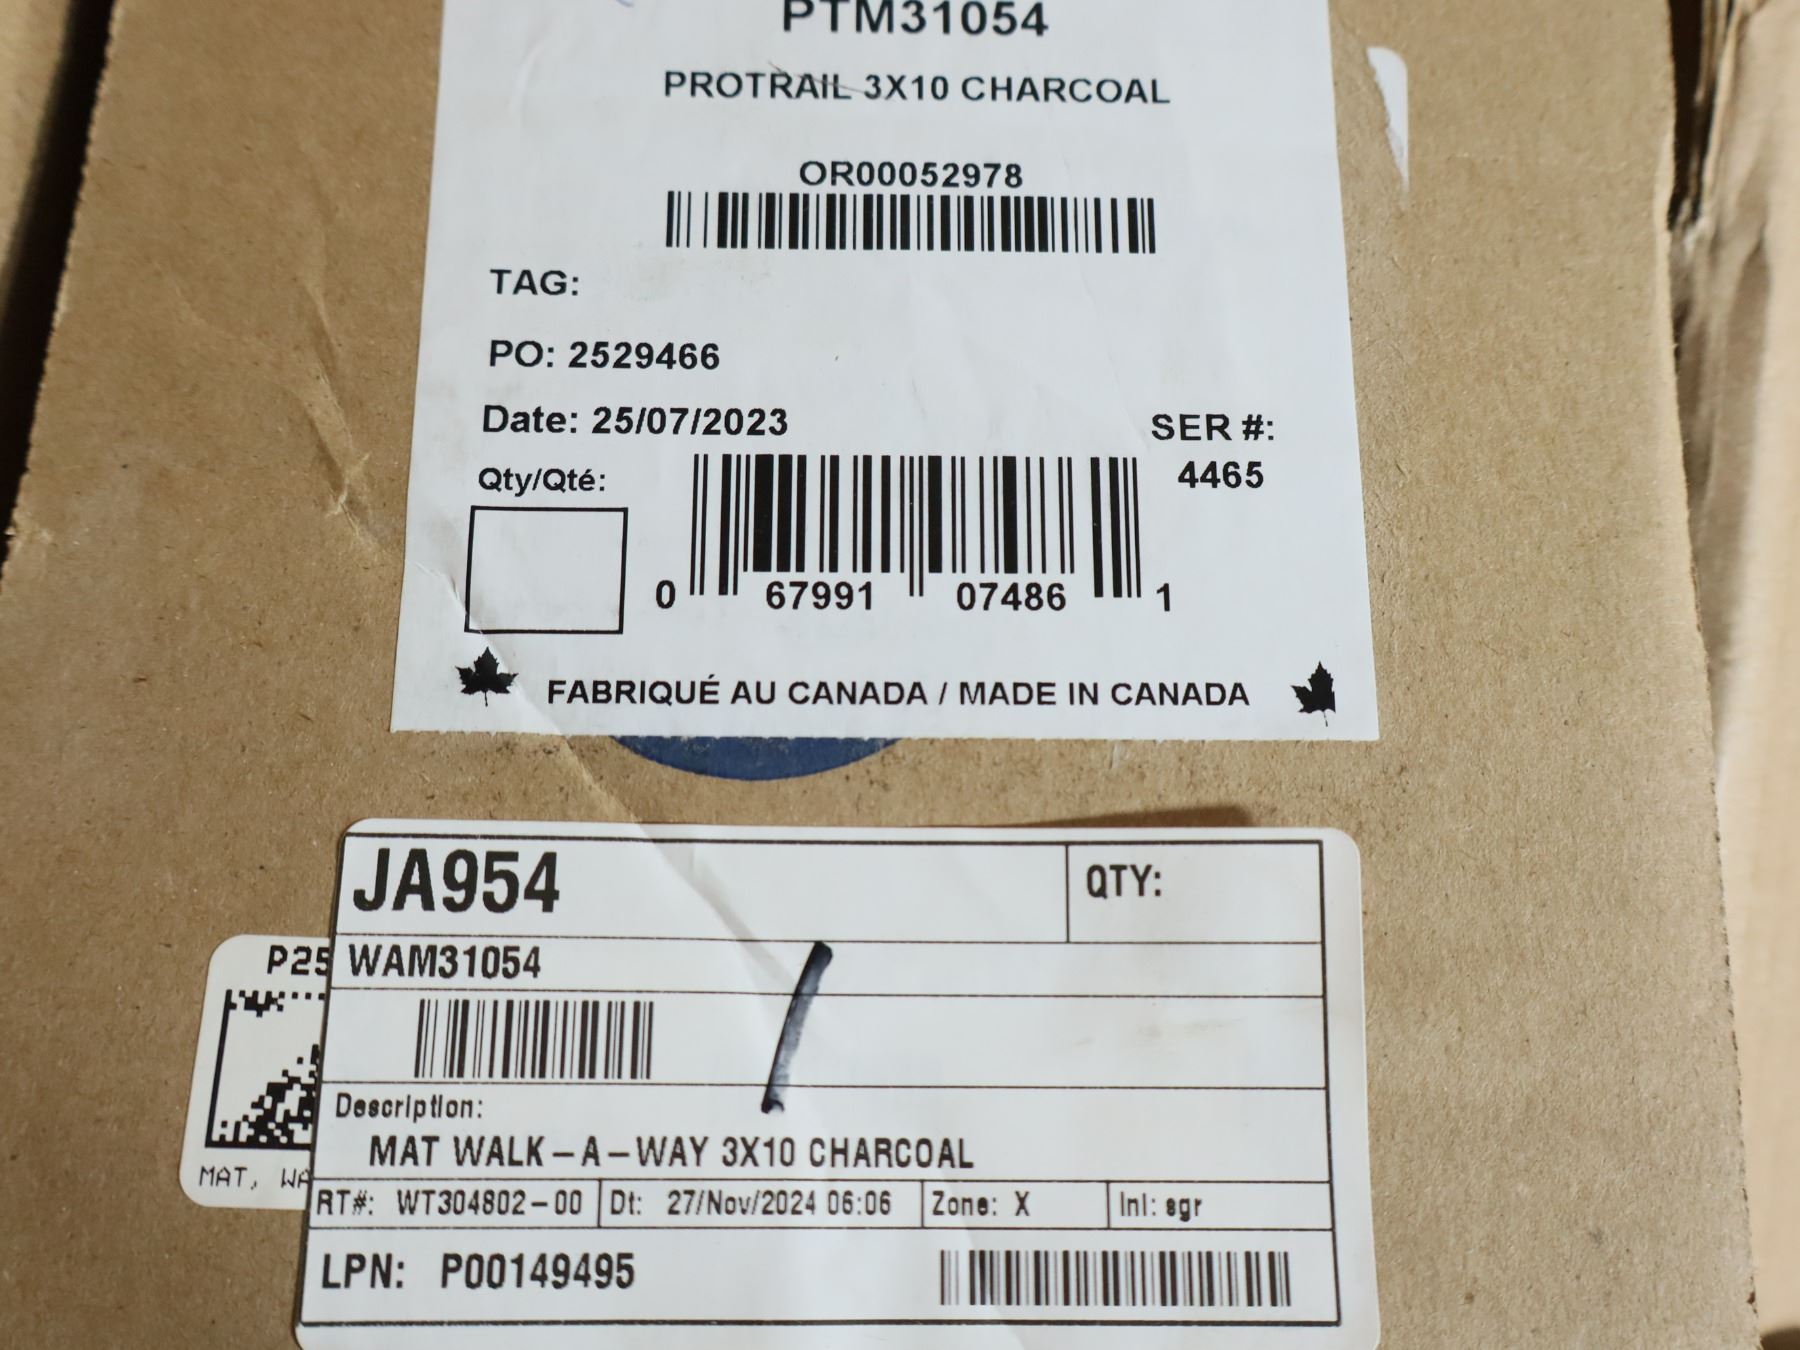 PTM31054
PROTRAIL 3X10 CHARCOAL
OR00052978
TAG:
PO: 2529466
Date: 25/07/2023
SER #:
4465
Qty/Qté:
0 67991 07486 1
FABRIQUÉ AU CANADA / MADE IN CANADA
JA954
QTY:
P25
WAM31054
Description:
MAT WALK-A-WAY 3X10 CHARCOAL
MAT, WA
RT#: WT304802-00 Dt: 27/Nov/2024 06:06 Zone: X Inl: sgr
LPN: P00149495